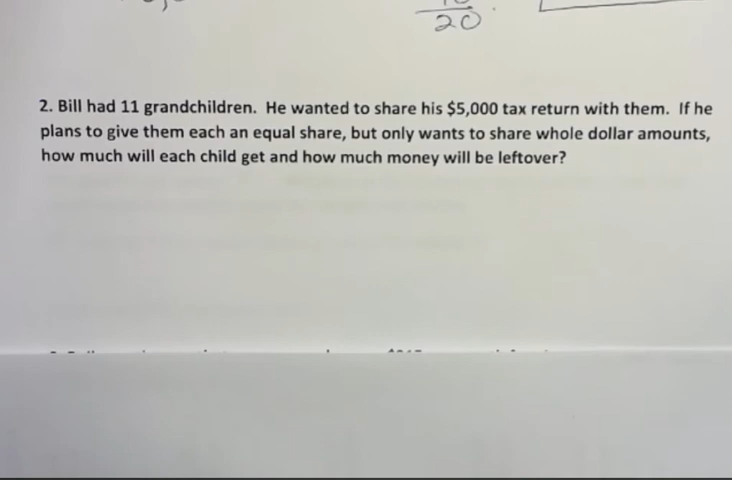 20
2. Bill had 11 grandchildren. He wanted to share his $5,000 tax return with them. If he
plans to give them each an equal share, but only wants to share whole dollar amounts,
how much will each child get and how much money will be leftover?